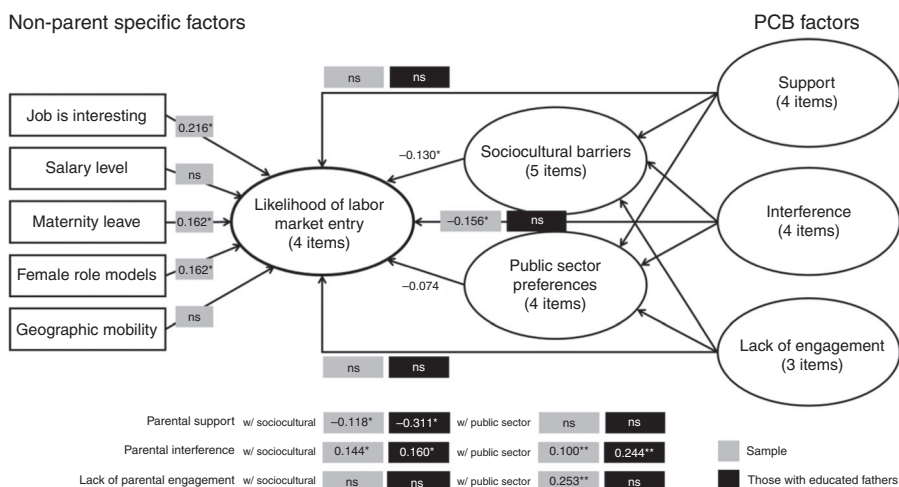 Non-parent specific factors
PCB factors
ns ns
Support
(4 items)
Job is interesting
0.216*
Sociocultural barriers
(5 items)
–0.130*
Salary level
ns
Likelihood of labor
market entry
(4 items)
Maternity leave
0.162*
–0.156* ns
Interference
(4 items)
Female role models
0.162*
Public sector
preferences
(4 items)
–0.074
Geographic mobility
ns
Lack of engagement
(3 items)
ns ns
Parental support w/ sociocultural –0.118* –0.311* w/ public sector ns ns
Parental interference w/ sociocultural 0.144* 0.160* w/ public sector 0.100** 0.244**
Sample
Lack of parental engagement w/ sociocultural ns ns w/ public sector 0.253** ns
Those with educated fathers